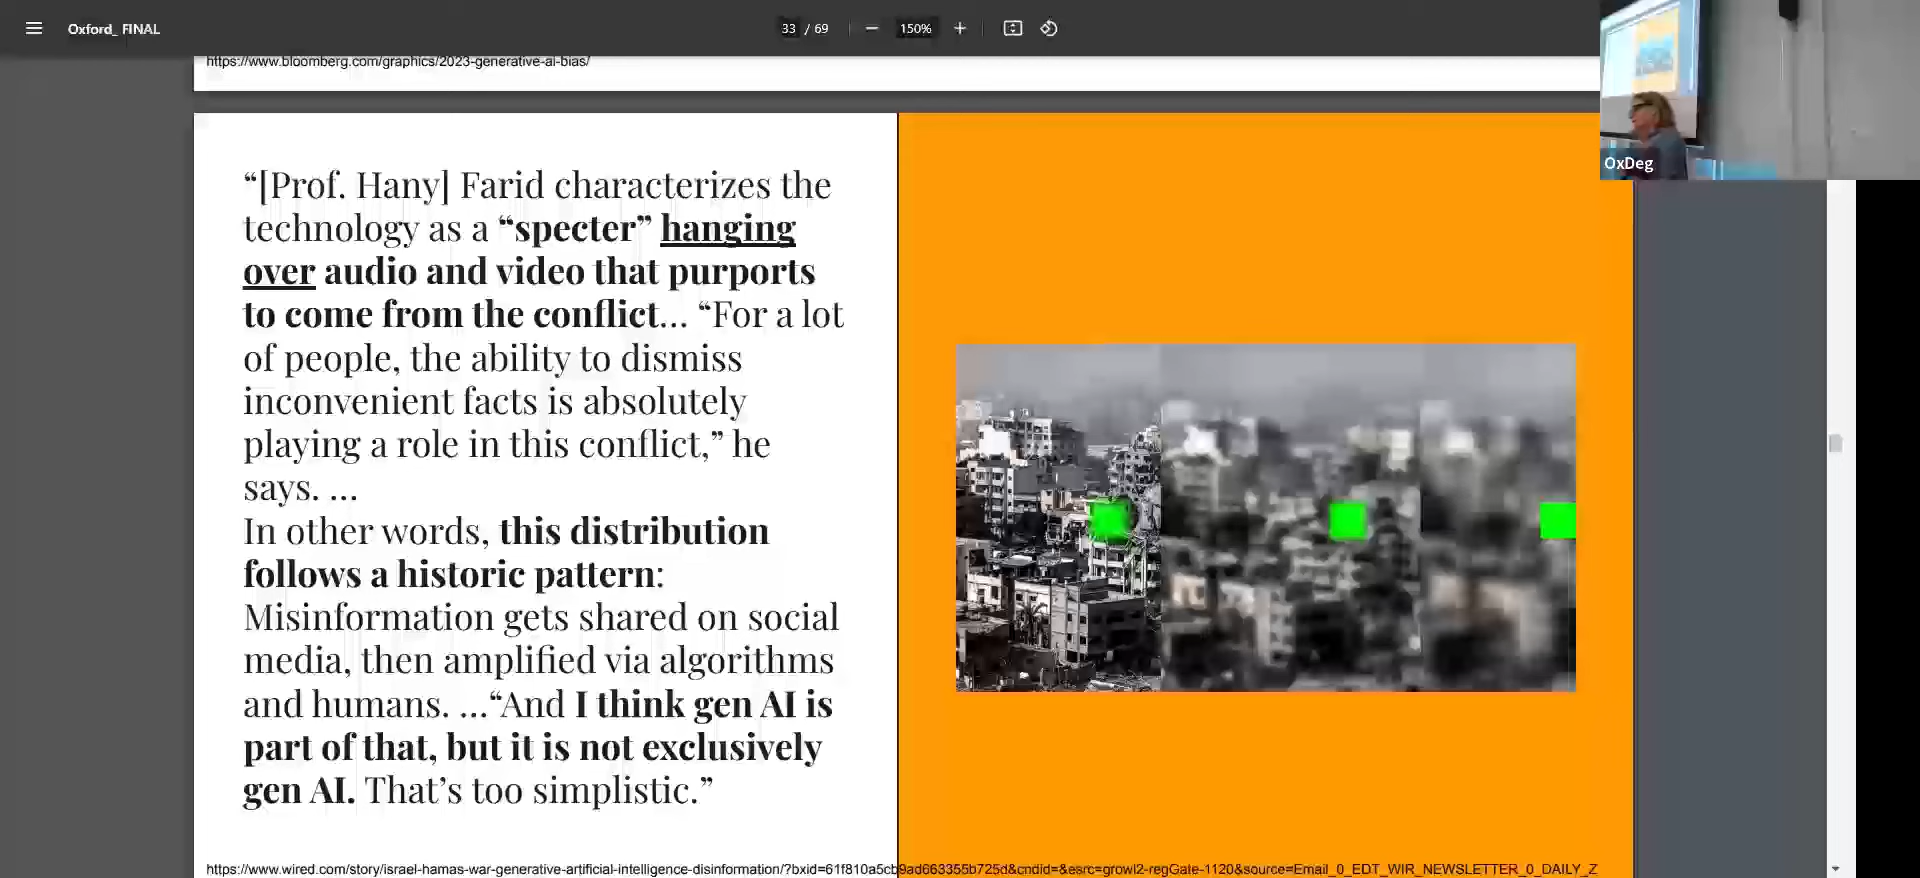 Oxford_ FINAL
33 / 69
150%
https://www.bloomberg.com/graphics/2023-generative-ai-bias/
OxDeg
“[Prof. Hany] Farid characterizes the
technology as a “specter” hanging
over audio and video that purports
to come from the conflict… “For a lot
of people, the ability to dismiss
inconvenient facts is absolutely
playing a role in this conflict,” he
says. …
In other words, this distribution
follows a historic pattern:
Misinformation gets shared on social
media, then amplified via algorithms
and humans. …“And I think gen AI is
part of that, but it is not exclusively
gen AI. That’s too simplistic.”
https://www.wired.com/story/israel-hamas-war-generative-artificial-intelligence-disinformation/?bxid=61f810a5cb9ad663355b725d&cndid=&esrc=growl2-regGate-1120&source=Email_0_EDT_WIR_NEWSLETTER_0_DAILY_Z